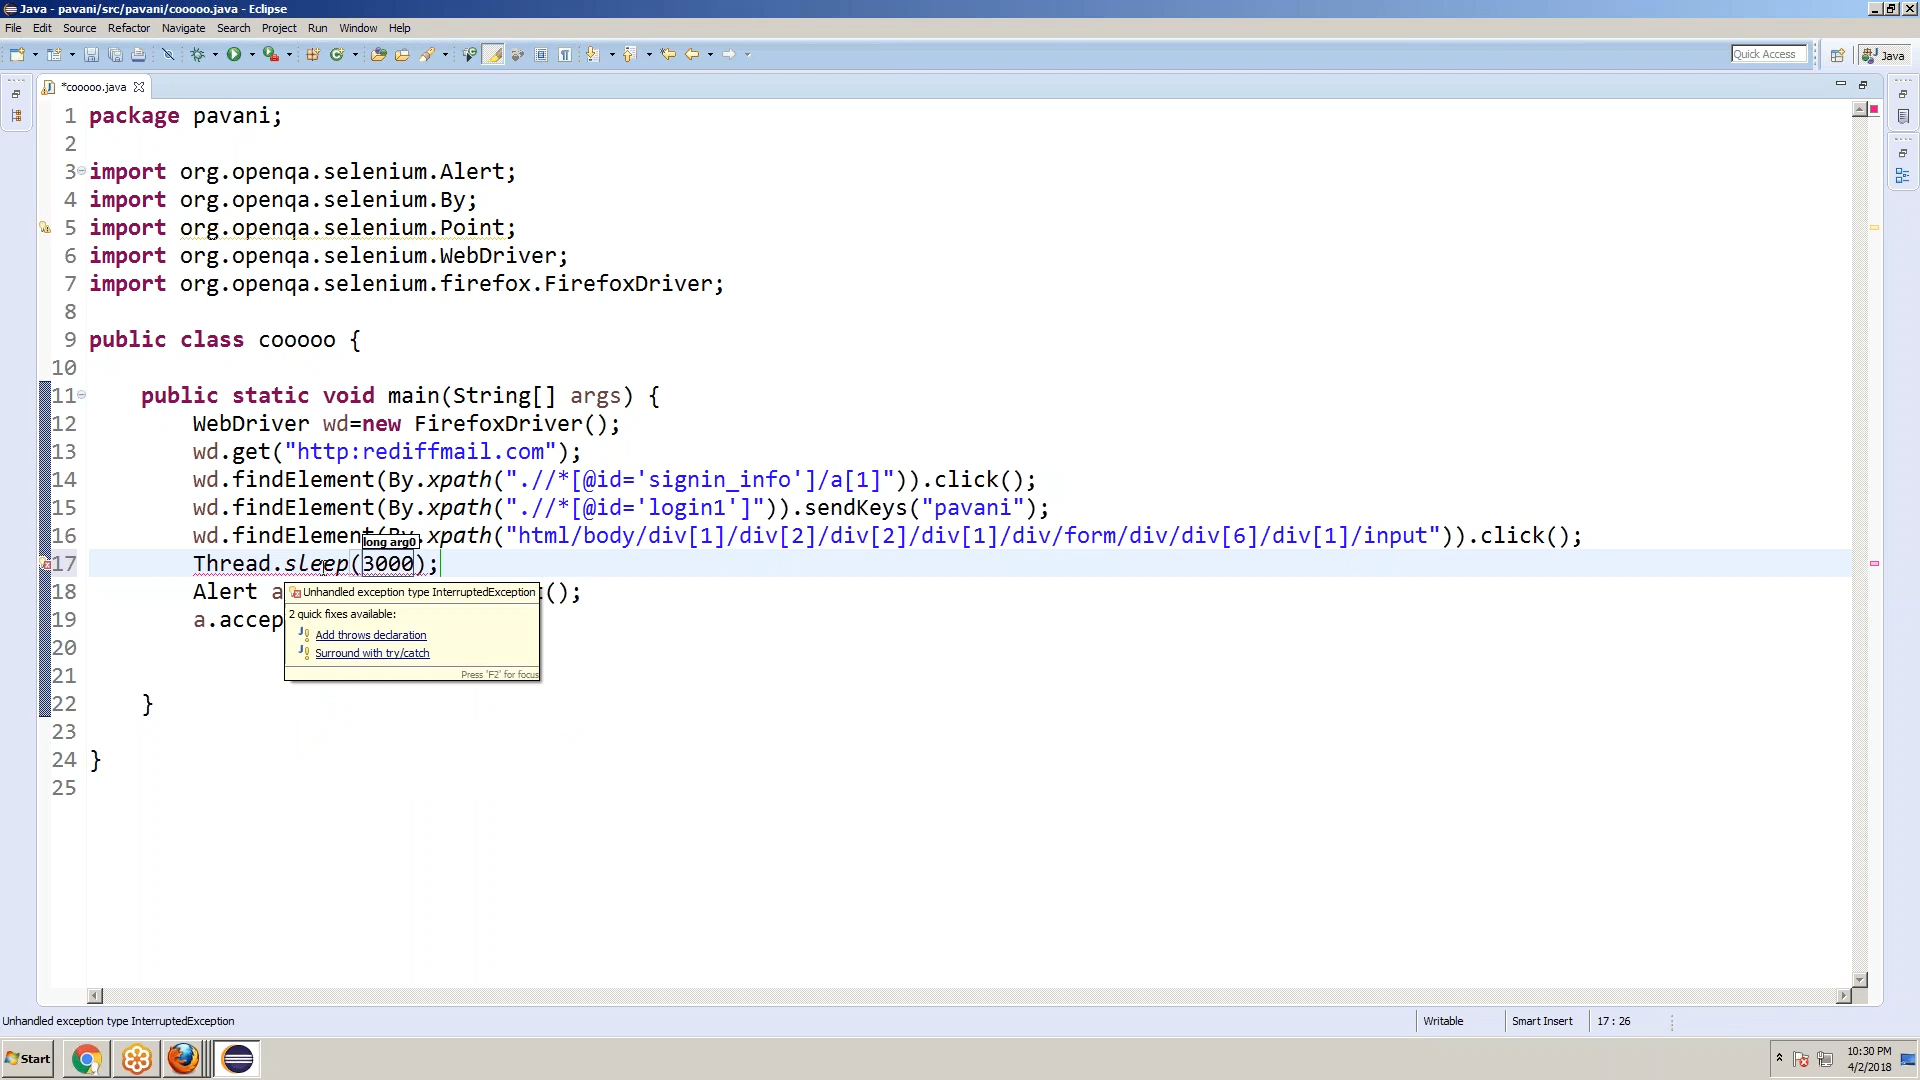 Java - pavani/src/pavani/cooooo.java - Eclipse
File Edit Source Refactor Navigate Search Project Run Window Help
Quick Access
Java
*cooooo.java
1 package pavani;
2
3 import org.openqa.selenium.Alert;
4 import org.openqa.selenium.By;
5 import org.openqa.selenium.Point;
6 import org.openqa.selenium.WebDriver;
7 import org.openqa.selenium.firefox.FirefoxDriver;
8
9 public class cooooo {
10
11 public static void main(String[] args) {
12 WebDriver wd=new FirefoxDriver();
13 wd.get("http:rediffmail.com");
14 wd.findElement(By.xpath(".//*[@id='signin_info']/a[1]")).click();
15 wd.findElement(By.xpath(".//*[@id='login1']")).sendKeys("pavani");
16 wd.findElement(By.xpath("html/body/div[1]/div[2]/div[2]/div[1]/div/form/div/div[6]/div[1]/input")).click();
long arg0
17 Thread.sleep(3000);
18 Alert a t();
19 a.accep
Unhandled exception type InterruptedException
2 quick fixes available:
Add throws declaration
Surround with try/catch
Press 'F2' for focus
20
21
22 }
23
24 }
25
Unhandled exception type InterruptedException
Writable
Smart Insert
17 : 26
Start
10:30 PM
4/2/2018